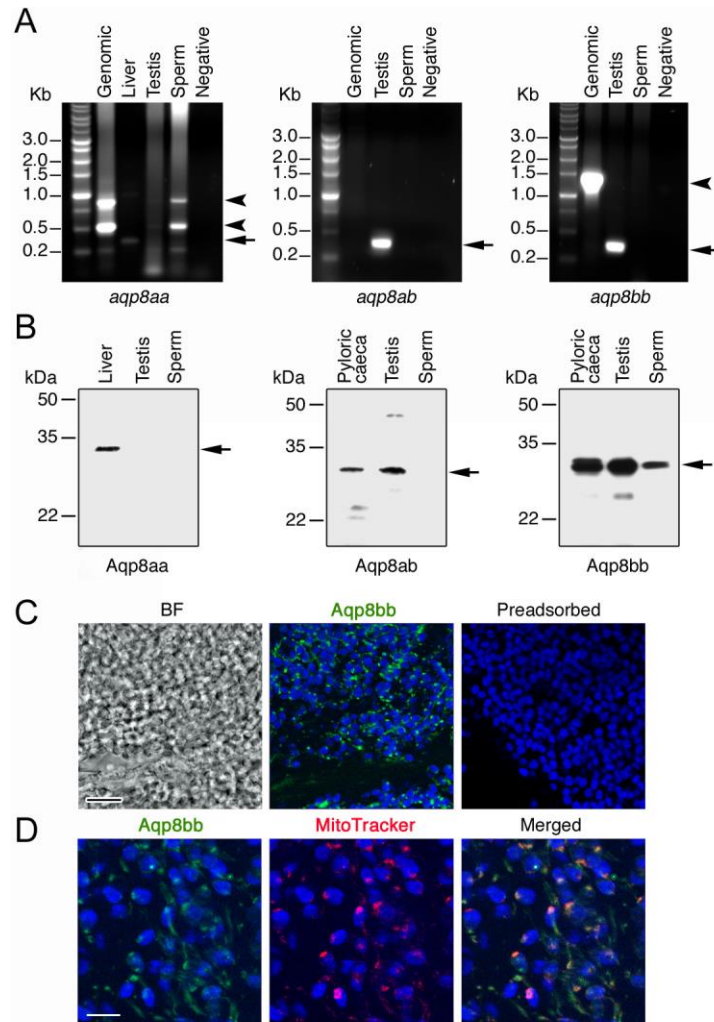 A
Genomic Liver Testis Sperm Negative
Genomic Testis Sperm Negative
Genomic Testis Sperm Negative
Kb
3.0
2.0
1.5
1.0
0.5
0.2
aqp8aa
Kb
3.0
2.0
1.5
1.0
0.5
0.2
aqp8ab
Kb
3.0
2.0
1.5
1.0
0.5
0.2
aqp8bb
B
Liver Testis Sperm
kDa
50
35
22
Aqp8aa
Pyloric
caeca
Testis Sperm
kDa
50
35
22
Aqp8ab
Pyloric
caeca
Testis Sperm
kDa
50
35
22
Aqp8bb
C
BF Aqp8bb Preadsorbed
D
Aqp8bb MitoTracker Merged